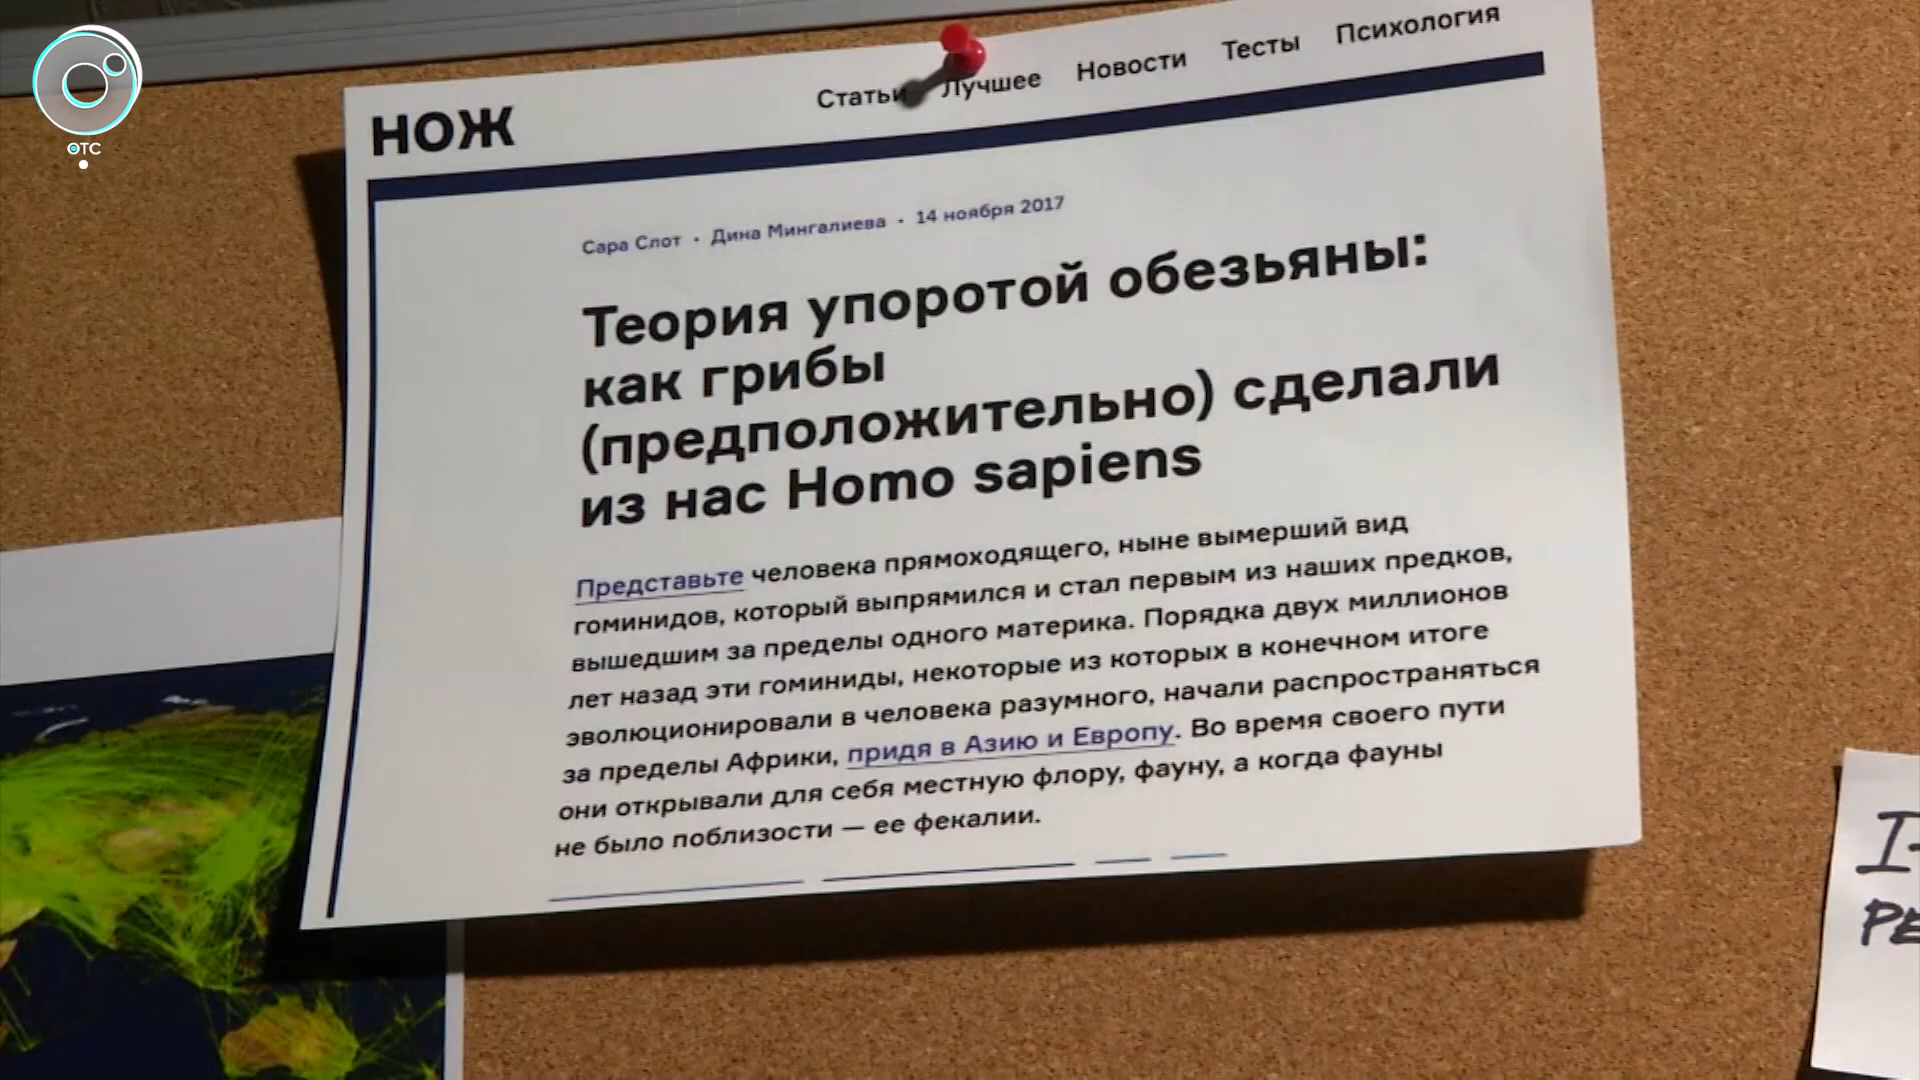 ОТС
НОЖ
Статьи Лучшее Новости Тесты Психология
Сара Слот • Дина Мингалиева • 14 ноября 2017
Теория упоротой обезьяны:
как грибы
(предположительно) сделали
из нас Homo sapiens
Представьте человека прямоходящего, ныне вымерший вид
гоминидов, который выпрямился и стал первым из наших предков,
вышедшим за пределы одного материка. Порядка двух миллионов
лет назад эти гоминиды, некоторые из которых в конечном итоге
эволюционировали в человека разумного, начали распространяться
за пределы Африки, придя в Азию и Европу. Во время своего пути
они открывали для себя местную флору, фауну, а когда фауны
не было поблизости — ее фекалии.